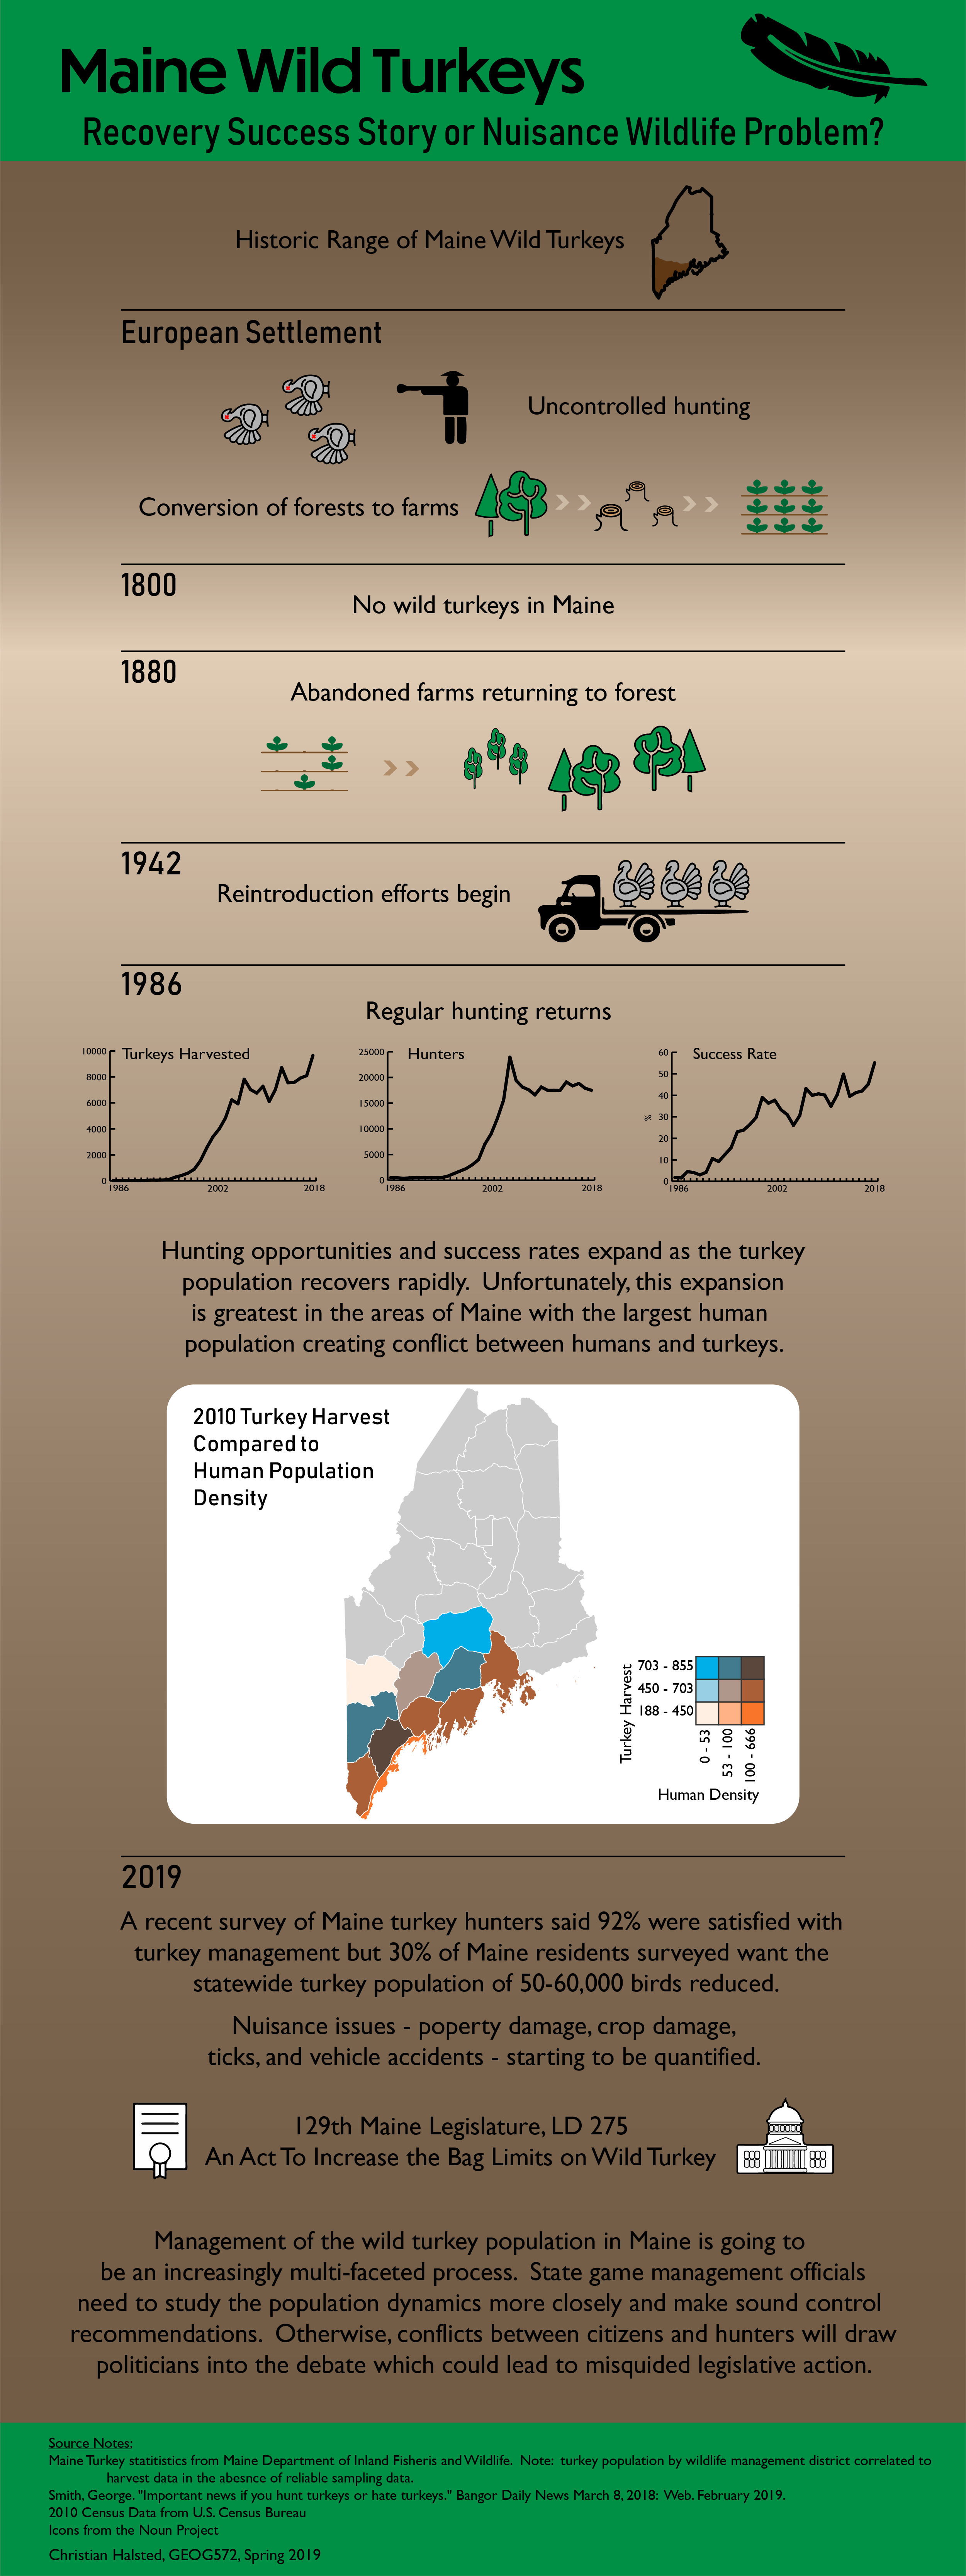 Maine Wild Turkeys
Recovery Success Story or Nuisance Wildlife Problem?
Historic Range of Maine Wild Turkeys
European Settlement
Uncontrolled hunting
Conversion of forests to farms
1800
No wild turkeys in Maine
1880
Abandoned farms returning to forest
1942
Reintroduction efforts begin
1986
Regular hunting returns
Turkeys Harvested
10000
8000
6000
4000
2000
0
1986
2002
2018
Hunters
25000
20000
15000
10000
5000
0
1986
2002
2018
Success Rate
%
60
50
40
30
20
10
0
1986
2002
2018
Hunting opportunities and success rates expand as the turkey
population recovers rapidly.  Unfortunately, this expansion
is greatest in the areas of Maine with the largest human
population creating conflict between humans and turkeys.
2010 Turkey Harvest
Compared to
Human Population
Density
Turkey Harvest
703 - 855
450 - 703
188 - 450
0 - 53
53 - 100
100 - 666
Human Density
2019
A recent survey of Maine turkey hunters said 92% were satisfied with
turkey management but 30% of Maine residents surveyed want the
statewide turkey population of 50-60,000 birds reduced.
Nuisance issues - poperty damage, crop damage,
ticks, and vehicle accidents - starting to be quantified.
129th Maine Legislature, LD 275
An Act To Increase the Bag Limits on Wild Turkey
Management of the wild turkey population in Maine is going to
be an increasingly multi-faceted process.  State game management officials
need to study the population dynamics more closely and make sound control
recommendations.  Otherwise, conflicts between citizens and hunters will draw
politicians into the debate which could lead to misquided legislative action.
Source Notes:
Maine Turkey statitistics from Maine Department of Inland Fisheris and Wildlife.  Note:  turkey population by wildlife management district correlated to
harvest data in the abesnce of reliable sampling data.
Smith, George. "Important news if you hunt turkeys or hate turkeys." Bangor Daily News March 8, 2018:  Web. February 2019.
2010 Census Data from U.S. Census Bureau
Icons from the Noun Project
Christian Halsted, GEOG572, Spring 2019